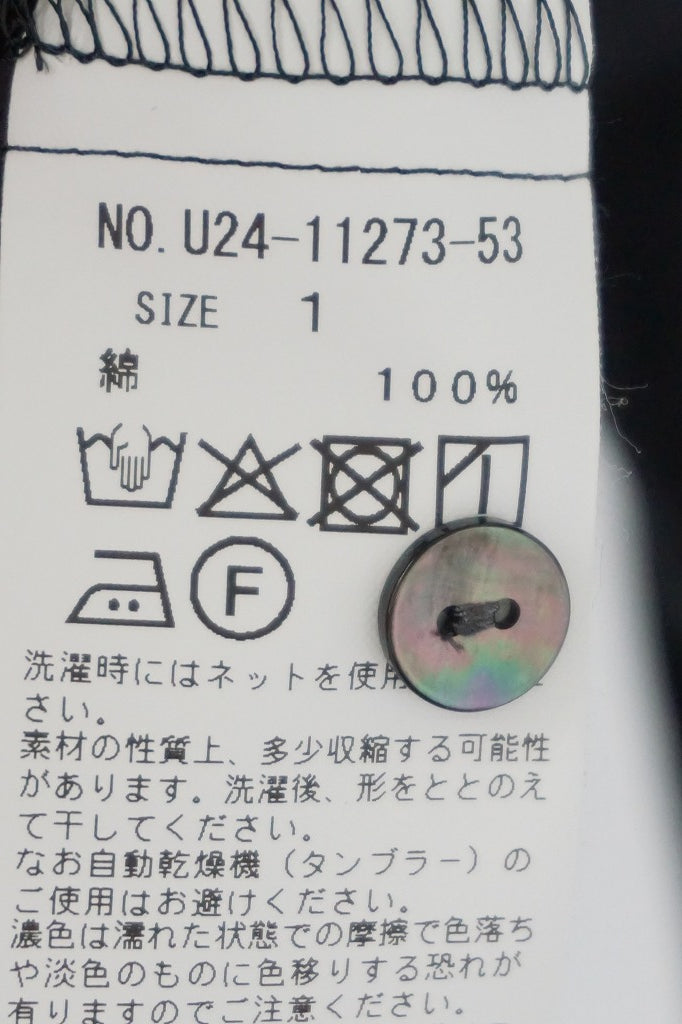 NO. U24-11273-53
SIZE 1
綿 100%
F
洗濯時にはネットを使用
さい。
素材の性質上、多少収縮する可能性
があります。洗濯後、形をととのえ
て干してください。
なお自動乾燥機（タンブラー）の
ご使用はお避けください。
濃色は濡れた状態での摩擦で色落ち
や淡色のものに色移りする恐れが
有りますのでご注意ください。